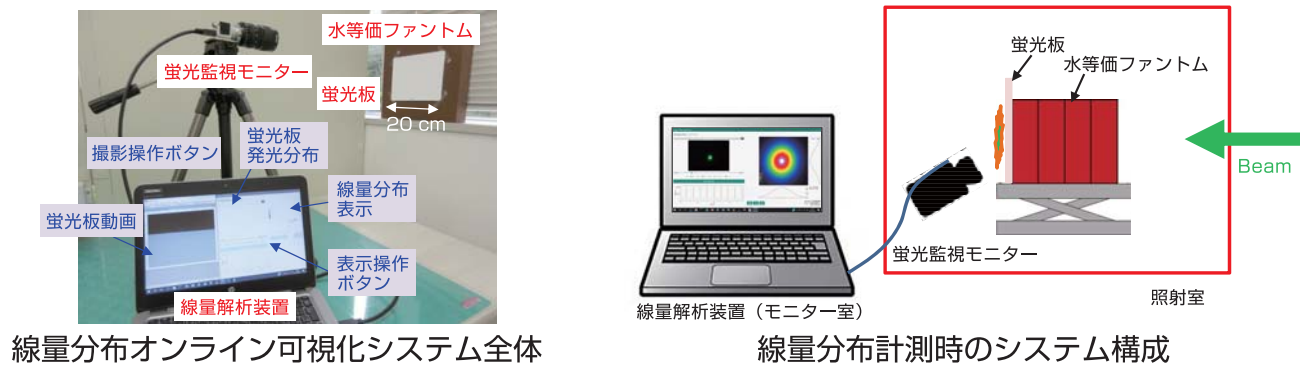 水等価ファントム
蛍光監視モニター
蛍光板
20 cm
撮影操作ボタン
蛍光板
発光分布
線量分布
表示
蛍光板動画
表示操作
ボタン
線量解析装置
線量分布オンライン可視化システム全体
蛍光板
水等価ファントム
Beam
蛍光監視モニター
線量解析装置（モニター室）
照射室
線量分布計測時のシステム構成